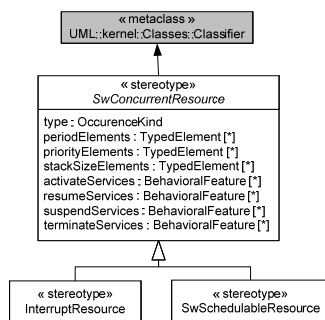 « metaclass»
UML::kernel::Classes::Classifier
« stereotype»
SwConcurrentResource
type : OccurenceKind
periodElements : TypedElement [*]
priorityElements : TypedElement [*]
stackSizeElements : TypedElement [*]
activateServices : BehavioralFeature [*]
resumeServices : BehavioralFeature [*]
suspendServices : BehavioralFeature [*]
terminateServices : BehavioralFeature [*]
« stereotype»
InterruptResource
« stereotype»
SwSchedulableResource